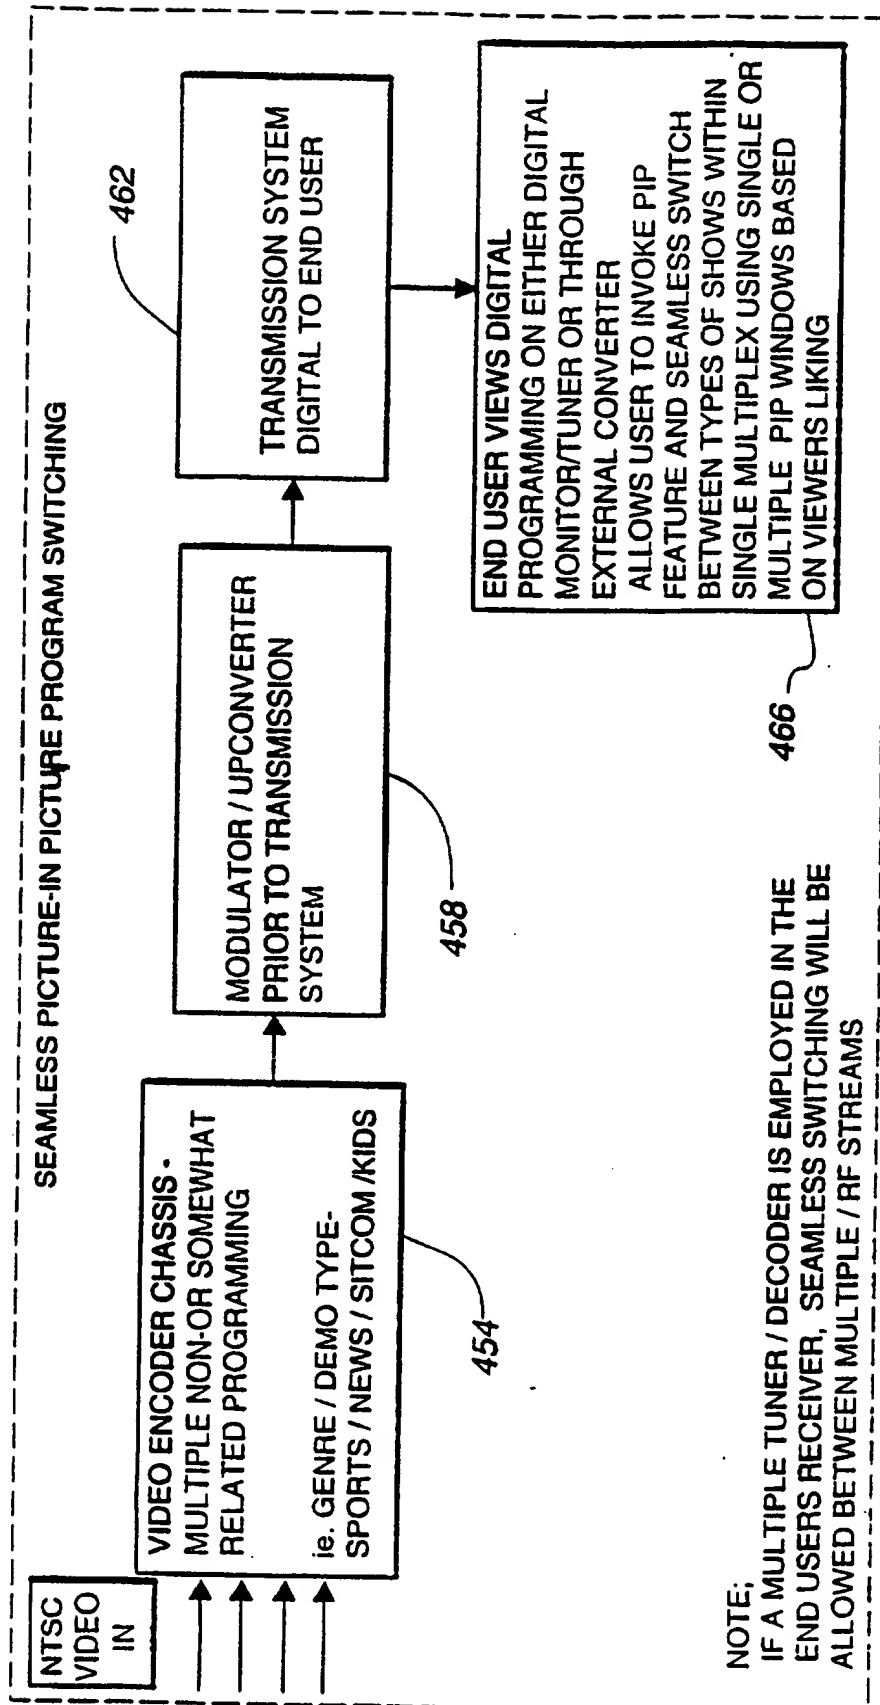 SEAMLESS PICTURE-IN PICTURE PROGRAM SWITCHING
NTSC
VIDEO
IN
VIDEO ENCODER CHASSIS -
MULTIPLE NON-OR SOMEWHAT
RELATED PROGRAMMING
ie. GENRE / DEMO TYPE-
SPORTS / NEWS / SITCOM /KIDS
454
MODULATOR / UPCONVERTER
PRIOR TO TRANSMISSION
SYSTEM
458
TRANSMISSION SYSTEM
DIGITAL TO END USER
462
END USER VIEWS DIGITAL
PROGRAMMING ON EITHER DIGITAL
MONITOR/TUNER OR THROUGH
EXTERNAL CONVERTER
ALLOWS USER TO INVOKE PIP
FEATURE AND SEAMLESS SWITCH
BETWEEN TYPES OF SHOWS WITHIN
SINGLE MULTIPLEX USING SINGLE OR
MULTIPLE PIP WINDOWS BASED
ON VIEWERS LIKING
466
NOTE;
IF A MULTIPLE TUNER / DECODER IS EMPLOYED IN THE
END USERS RECEIVER, SEAMLESS SWITCHING WILL BE
ALLOWED BETWEEN MULTIPLE / RF STREAMS